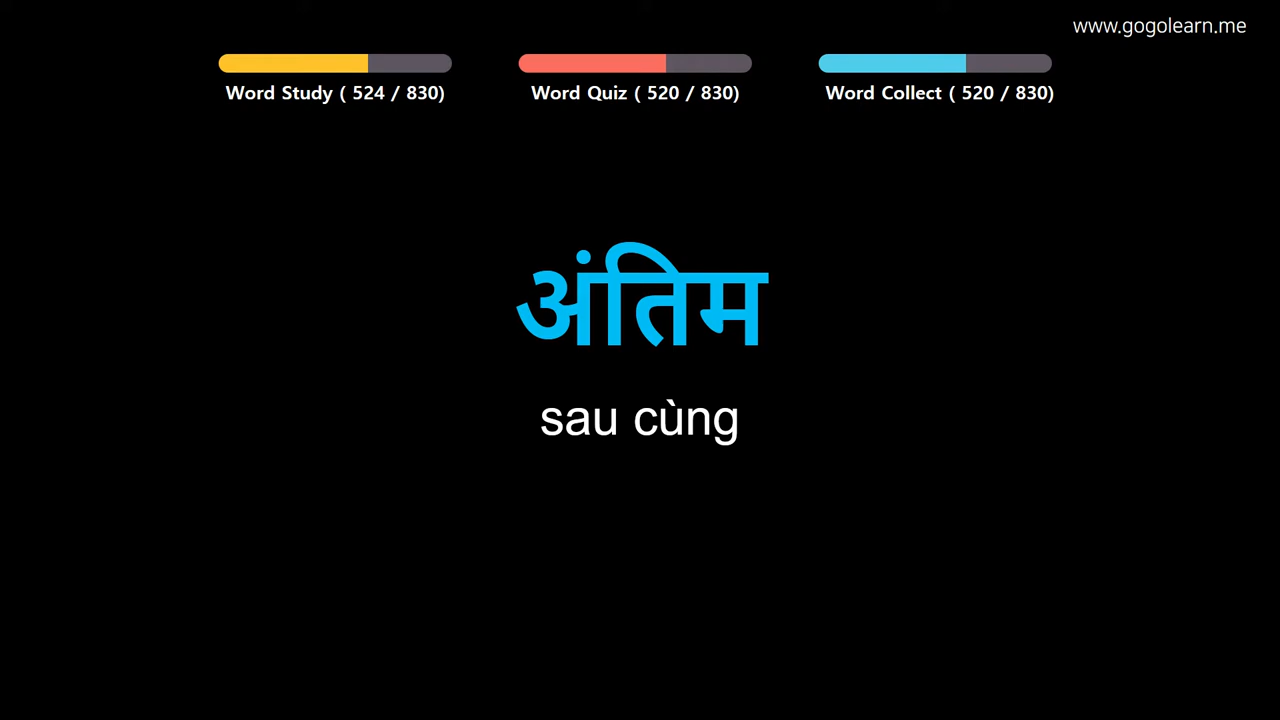 www.gogolearn.me
Word Study ( 524 / 830)
Word Quiz ( 520 / 830)
Word Collect ( 520 / 830)
अंतिम
sau cùng